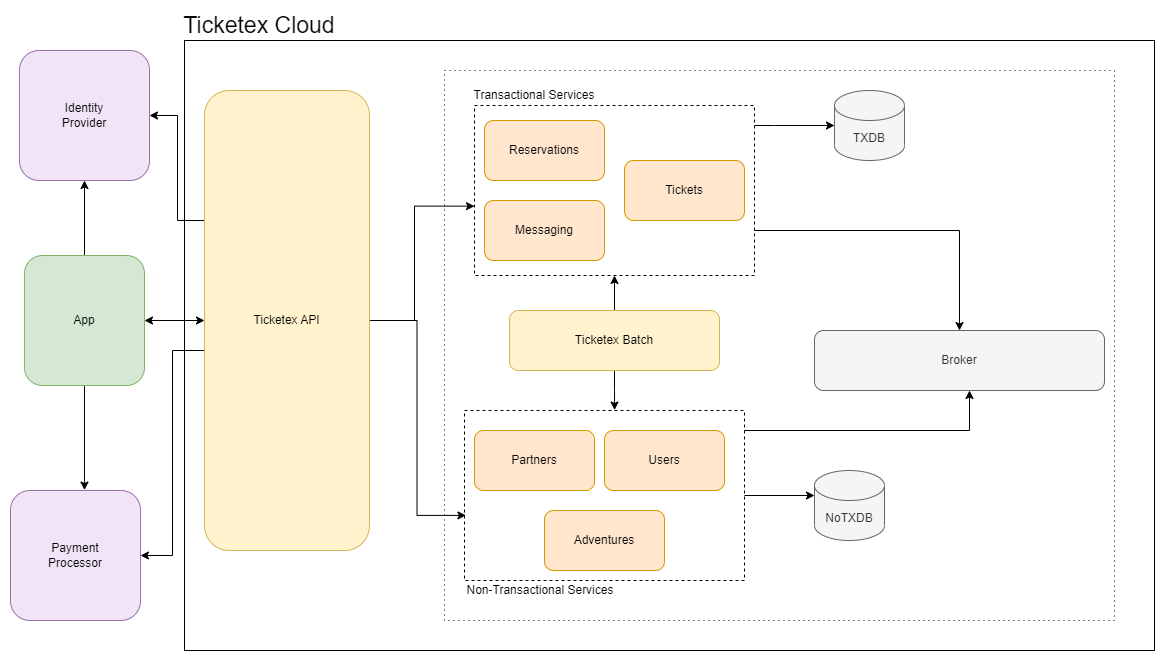 Ticketex Cloud
Identity
Provider
Transactional Services
Reservations
TXDB
Tickets
Messaging
App
Ticketex API
Ticketex Batch
Broker
Partners
Users
NoTXDB
Adventures
Payment
Processor
Non-Transactional Services